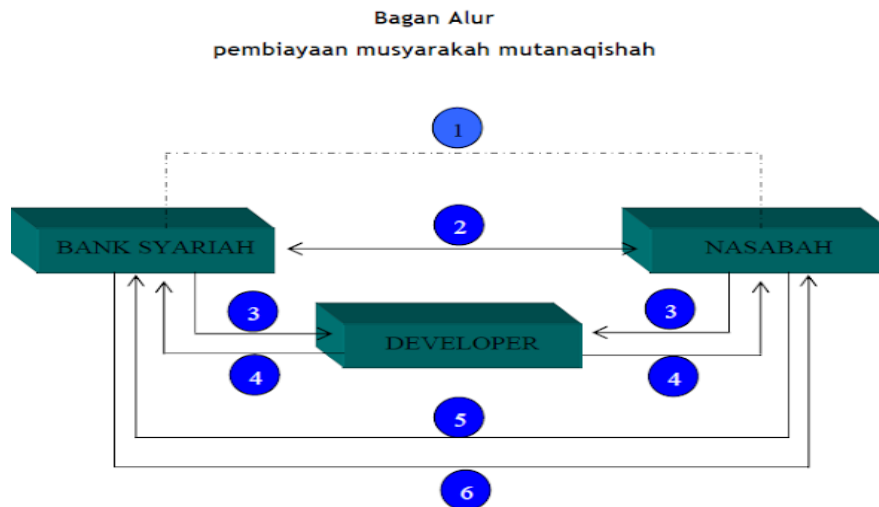 Bagan Alur
pembiayaan musyarakah mutanaqishah
1
BANK SYARIAH
2
NASABAH
3
DEVELOPER
3
4
4
5
6